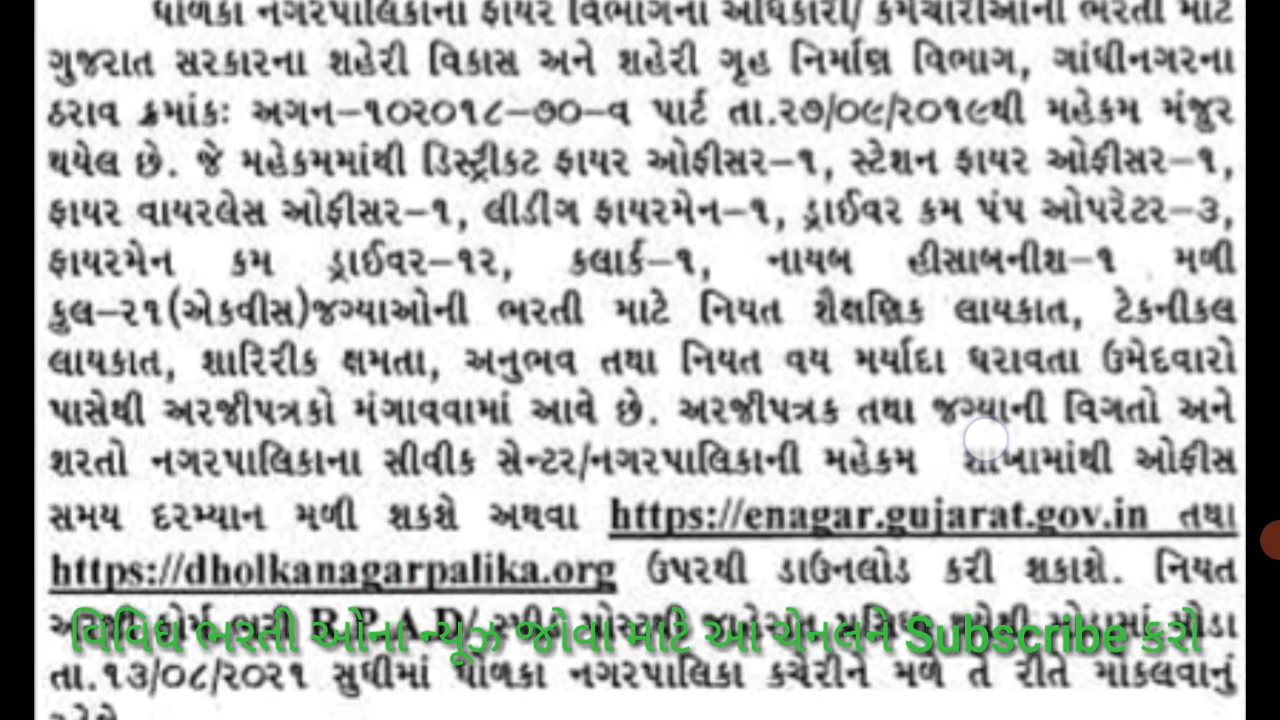 ધોળકા નગરપાલિકાના ફાયર વિભાગના અધિકારી/ કર્મચારીઓની ભરતી માટે
ગુજરાત સરકારના શહેરી વિકાસ અને શહેરી ગૃહ નિર્માણ વિભાગ, ગાંધીનગરના
ઠરાવ ક્રમાંકઃ અગન–૧૦૨૦૧૮–૭૦–વ પાર્ટ તા.૨૭/૦૯/૨૦૧૯થી મહેકમ મંજુર
થયેલ છે. જે મહેકમમાંથી ડિસ્ટ્રીકટ ફાયર ઓફીસર–૧, સ્ટેશન ફાયર ઓફીસર–૧,
ફાયર વાયરલેસ ઓફીસર–૧, લીડીંગ ફાયરમેન–૧, ડ્રાઈવર કમ પંપ ઓપરેટર–૩,
ફાયરમેન કમ ડ્રાઈવર–૧૨, કલાર્ક–૧, નાયબ હીસાબનીશ–૧ મળી
કુલ–૨૧(એકવીસ)જગ્યાઓની ભરતી માટે નિયત શૈક્ષણિક લાયકાત, ટેકનીકલ
લાયકાત, શારિરીક ક્ષમતા, અનુભવ તથા નિયત વય મર્યાદા ધરાવતા ઉમેદવારો
પાસેથી અરજીપત્રકો મંગાવવામાં આવે છે. અરજીપત્રક તથા જગ્યાની વિગતો અને
શરતો નગરપાલિકાના સીવીક સેન્ટર/નગરપાલિકાની મહેકમ શાખામાંથી ઓફીસ
સમય દરમ્યાન મળી શકશે અથવા https://enagar.gujarat.gov.in તથા
https://dholkanagarpalika.org ઉપરથી ડાઉનલોડ કરી શકાશે. નિયત
વિવિધ ભરતી ઓના ન્યૂઝ જોવા માટે આ ચેનલને Subscribe કરો
તા.૧૩/૦૮/૨૦૨૧ સુધીમાં ધોળકા નગરપાલિકા કચેરીને મળે તે રીતે મોકલવાનું